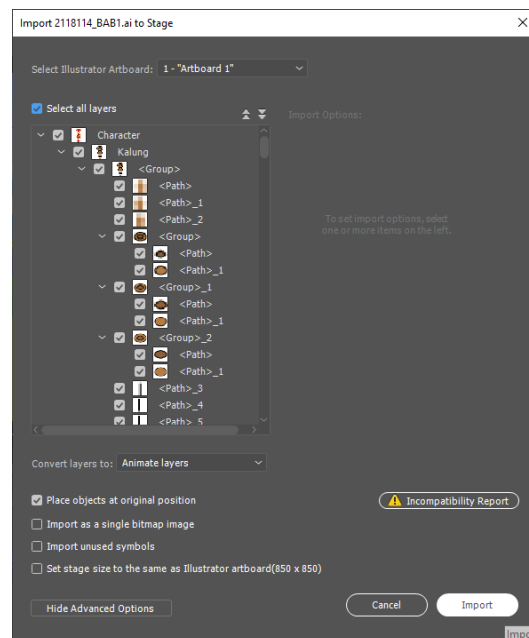 Import 2118114_BAB1.ai to Stage
Select Illustrator Artboard: 1 - "Artboard 1"
Select all layers
Import Options:
Character
Kalung
<Group>
<Path>
<Path>_1
<Path>_2
<Group>
<Path>
<Path>_1
<Group>_1
<Path>
<Path>_1
<Group>_2
<Path>
<Path>_1
<Path>_3
<Path>_4
<Path>_5
To set import options, select
one or more items on the left.
Convert layers to: Animate layers
Place objects at original position
Incompatibility Report
Import as a single bitmap image
Import unused symbols
Set stage size to the same as Illustrator artboard(850 x 850)
Hide Advanced Options
Cancel
Import